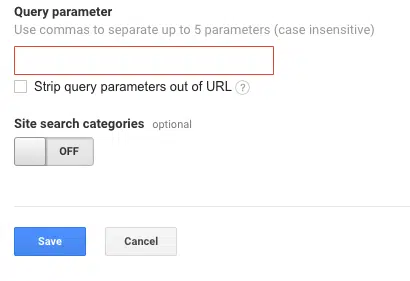 Query parameter
Use commas to separate up to 5 parameters (case insensitive)
Strip query parameters out of URL ?
Site search categories optional
OFF
Save Cancel